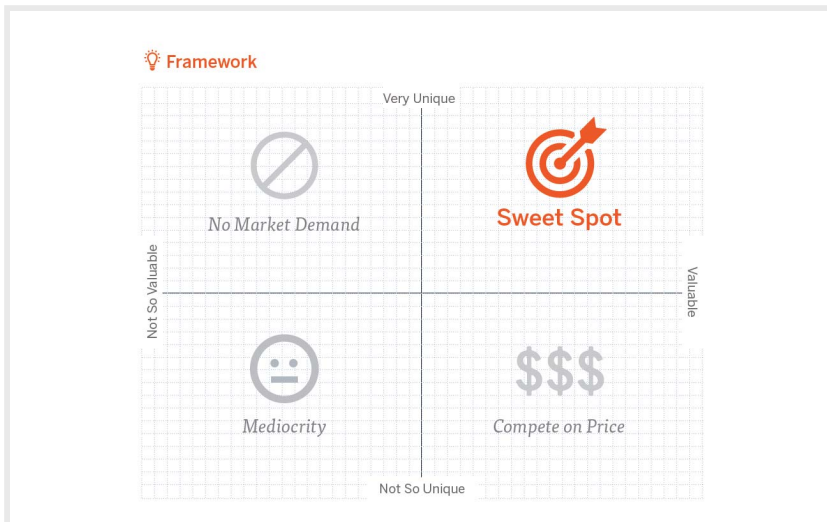 Framework
Very Unique
No Market Demand
Sweet Spot
Not So Valuable
Valuable
$$$
Mediocrity
Compete on Price
Not So Unique